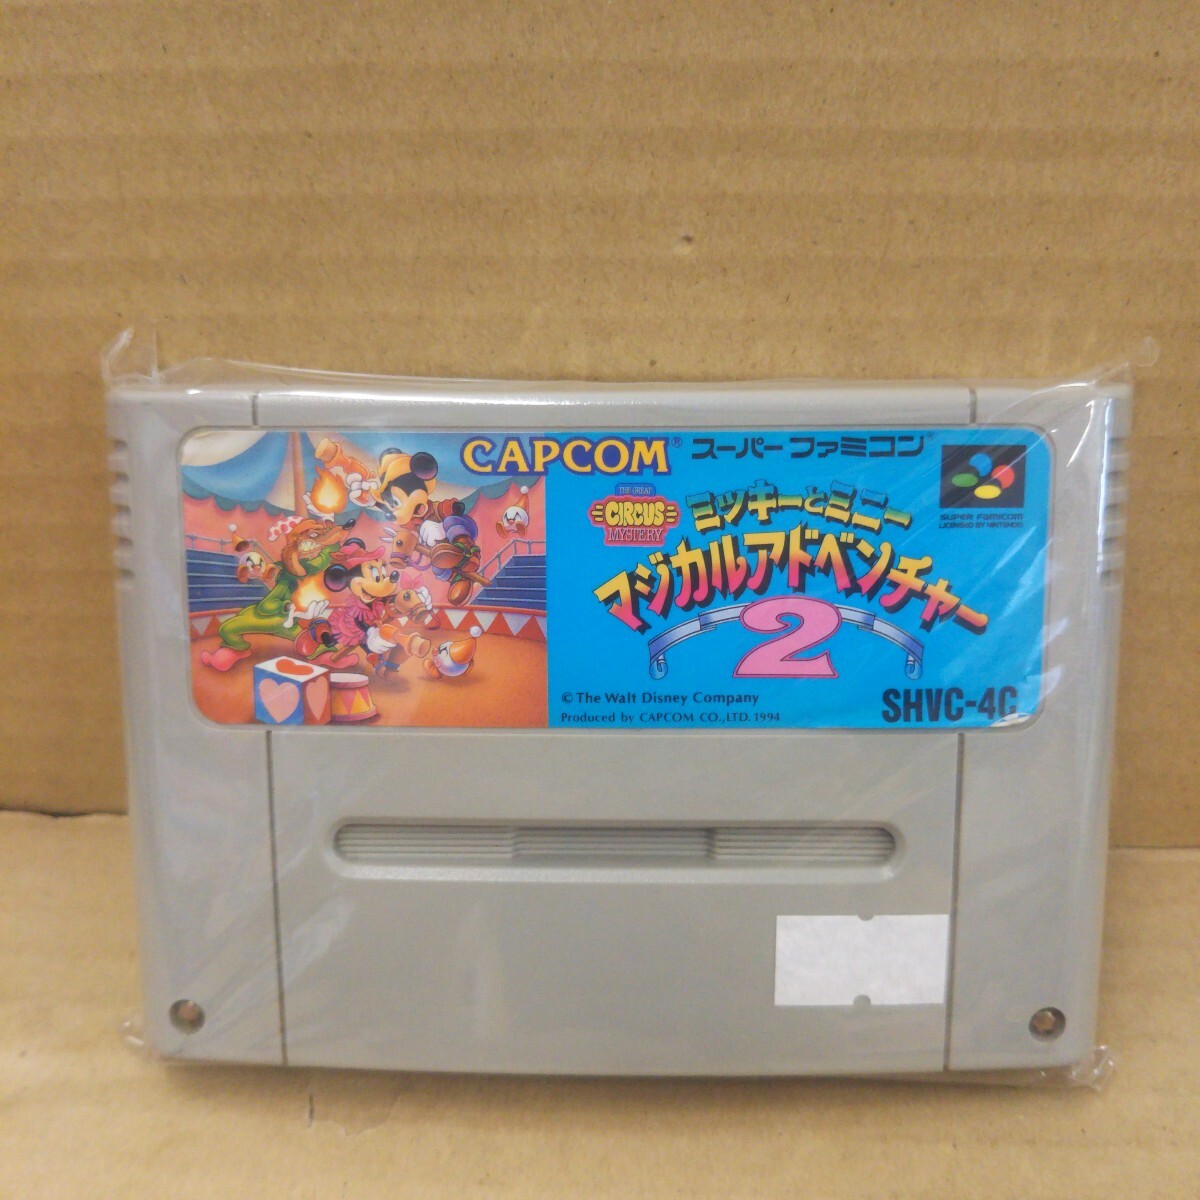 CAPCOM®
スーパーファミコン™
SUPER FAMICOM
LICENSED BY NINTENDO
THE GREAT
CIRCUS
MYSTERY
ミッキーとミニー
マジカルアドベンチャー
2
© The Walt Disney Company
Produced by CAPCOM CO.,LTD. 1994
SHVC-4C